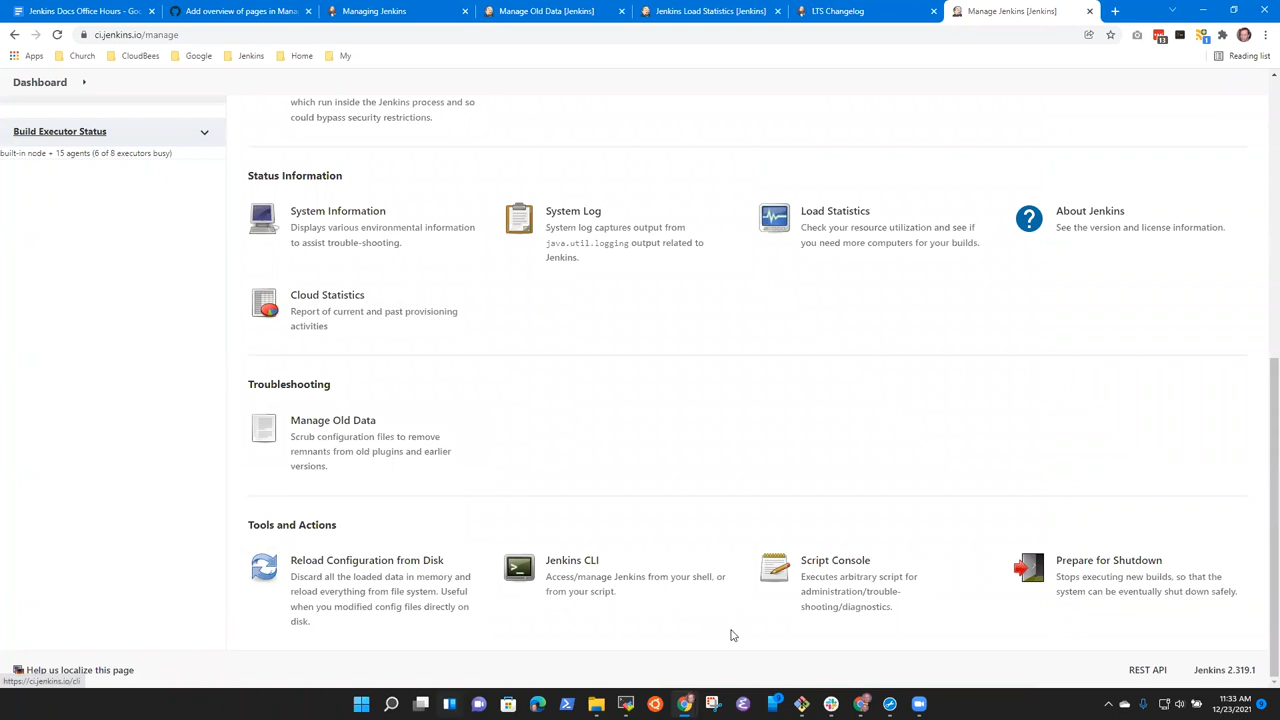 Jenkins Docs Office Hours - Goo
Add overview of pages in Mana
Managing Jenkins
Manage Old Data [Jenkins]
Jenkins Load Statistics [Jenkins]
LTS Changelog
Manage Jenkins [Jenkins]
ci.jenkins.io/manage
13
1
Apps
Church
CloudBees
Google
Jenkins
Home
My
Reading list
Dashboard
which run inside the Jenkins process and so
could bypass security restrictions.
Build Executor Status
built-in node + 15 agents (6 of 8 executors busy)
Status Information
System Information
Displays various environmental information
to assist trouble-shooting.
System Log
System log captures output from
java.util.logging output related to
Jenkins.
Load Statistics
Check your resource utilization and see if
you need more computers for your builds.
About Jenkins
See the version and license information.
Cloud Statistics
Report of current and past provisioning
activities
Troubleshooting
Manage Old Data
Scrub configuration files to remove
remnants from old plugins and earlier
versions.
Tools and Actions
Reload Configuration from Disk
Discard all the loaded data in memory and
reload everything from file system. Useful
when you modified config files directly on
disk.
Jenkins CLI
Access/manage Jenkins from your shell, or
from your script.
Script Console
Executes arbitrary script for
administration/trouble-
shooting/diagnostics.
Prepare for Shutdown
Stops executing new builds, so that the
system can be eventually shut down safely.
Help us localize this page
REST API
Jenkins 2.319.1
https://ci.jenkins.io/cli
11:33 AM
12/23/2021